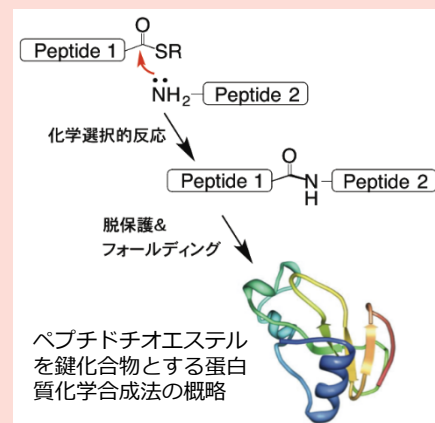 O
Peptide 1
SR
NH2
Peptide 2
化学選択的反応
O
Peptide 1
N
H
Peptide 2
脱保護&
フォールディング
ペプチドチオエステル
を鍵化合物とする蛋白
質化学合成法の概略